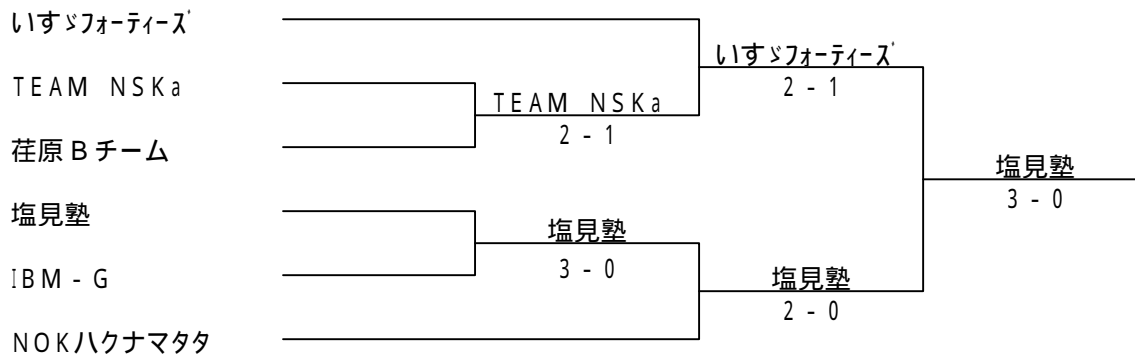 いすゞフォーティーズ
いすゞフォーティーズ
TEAM NSKa
2 - 1
TEAM NSKa
2 - 1
荏原Bチーム
塩見塾
3 - 0
塩見塾
塩見塾
3 - 0
IBM - G
塩見塾
2 - 0
NOKハクナマタタ